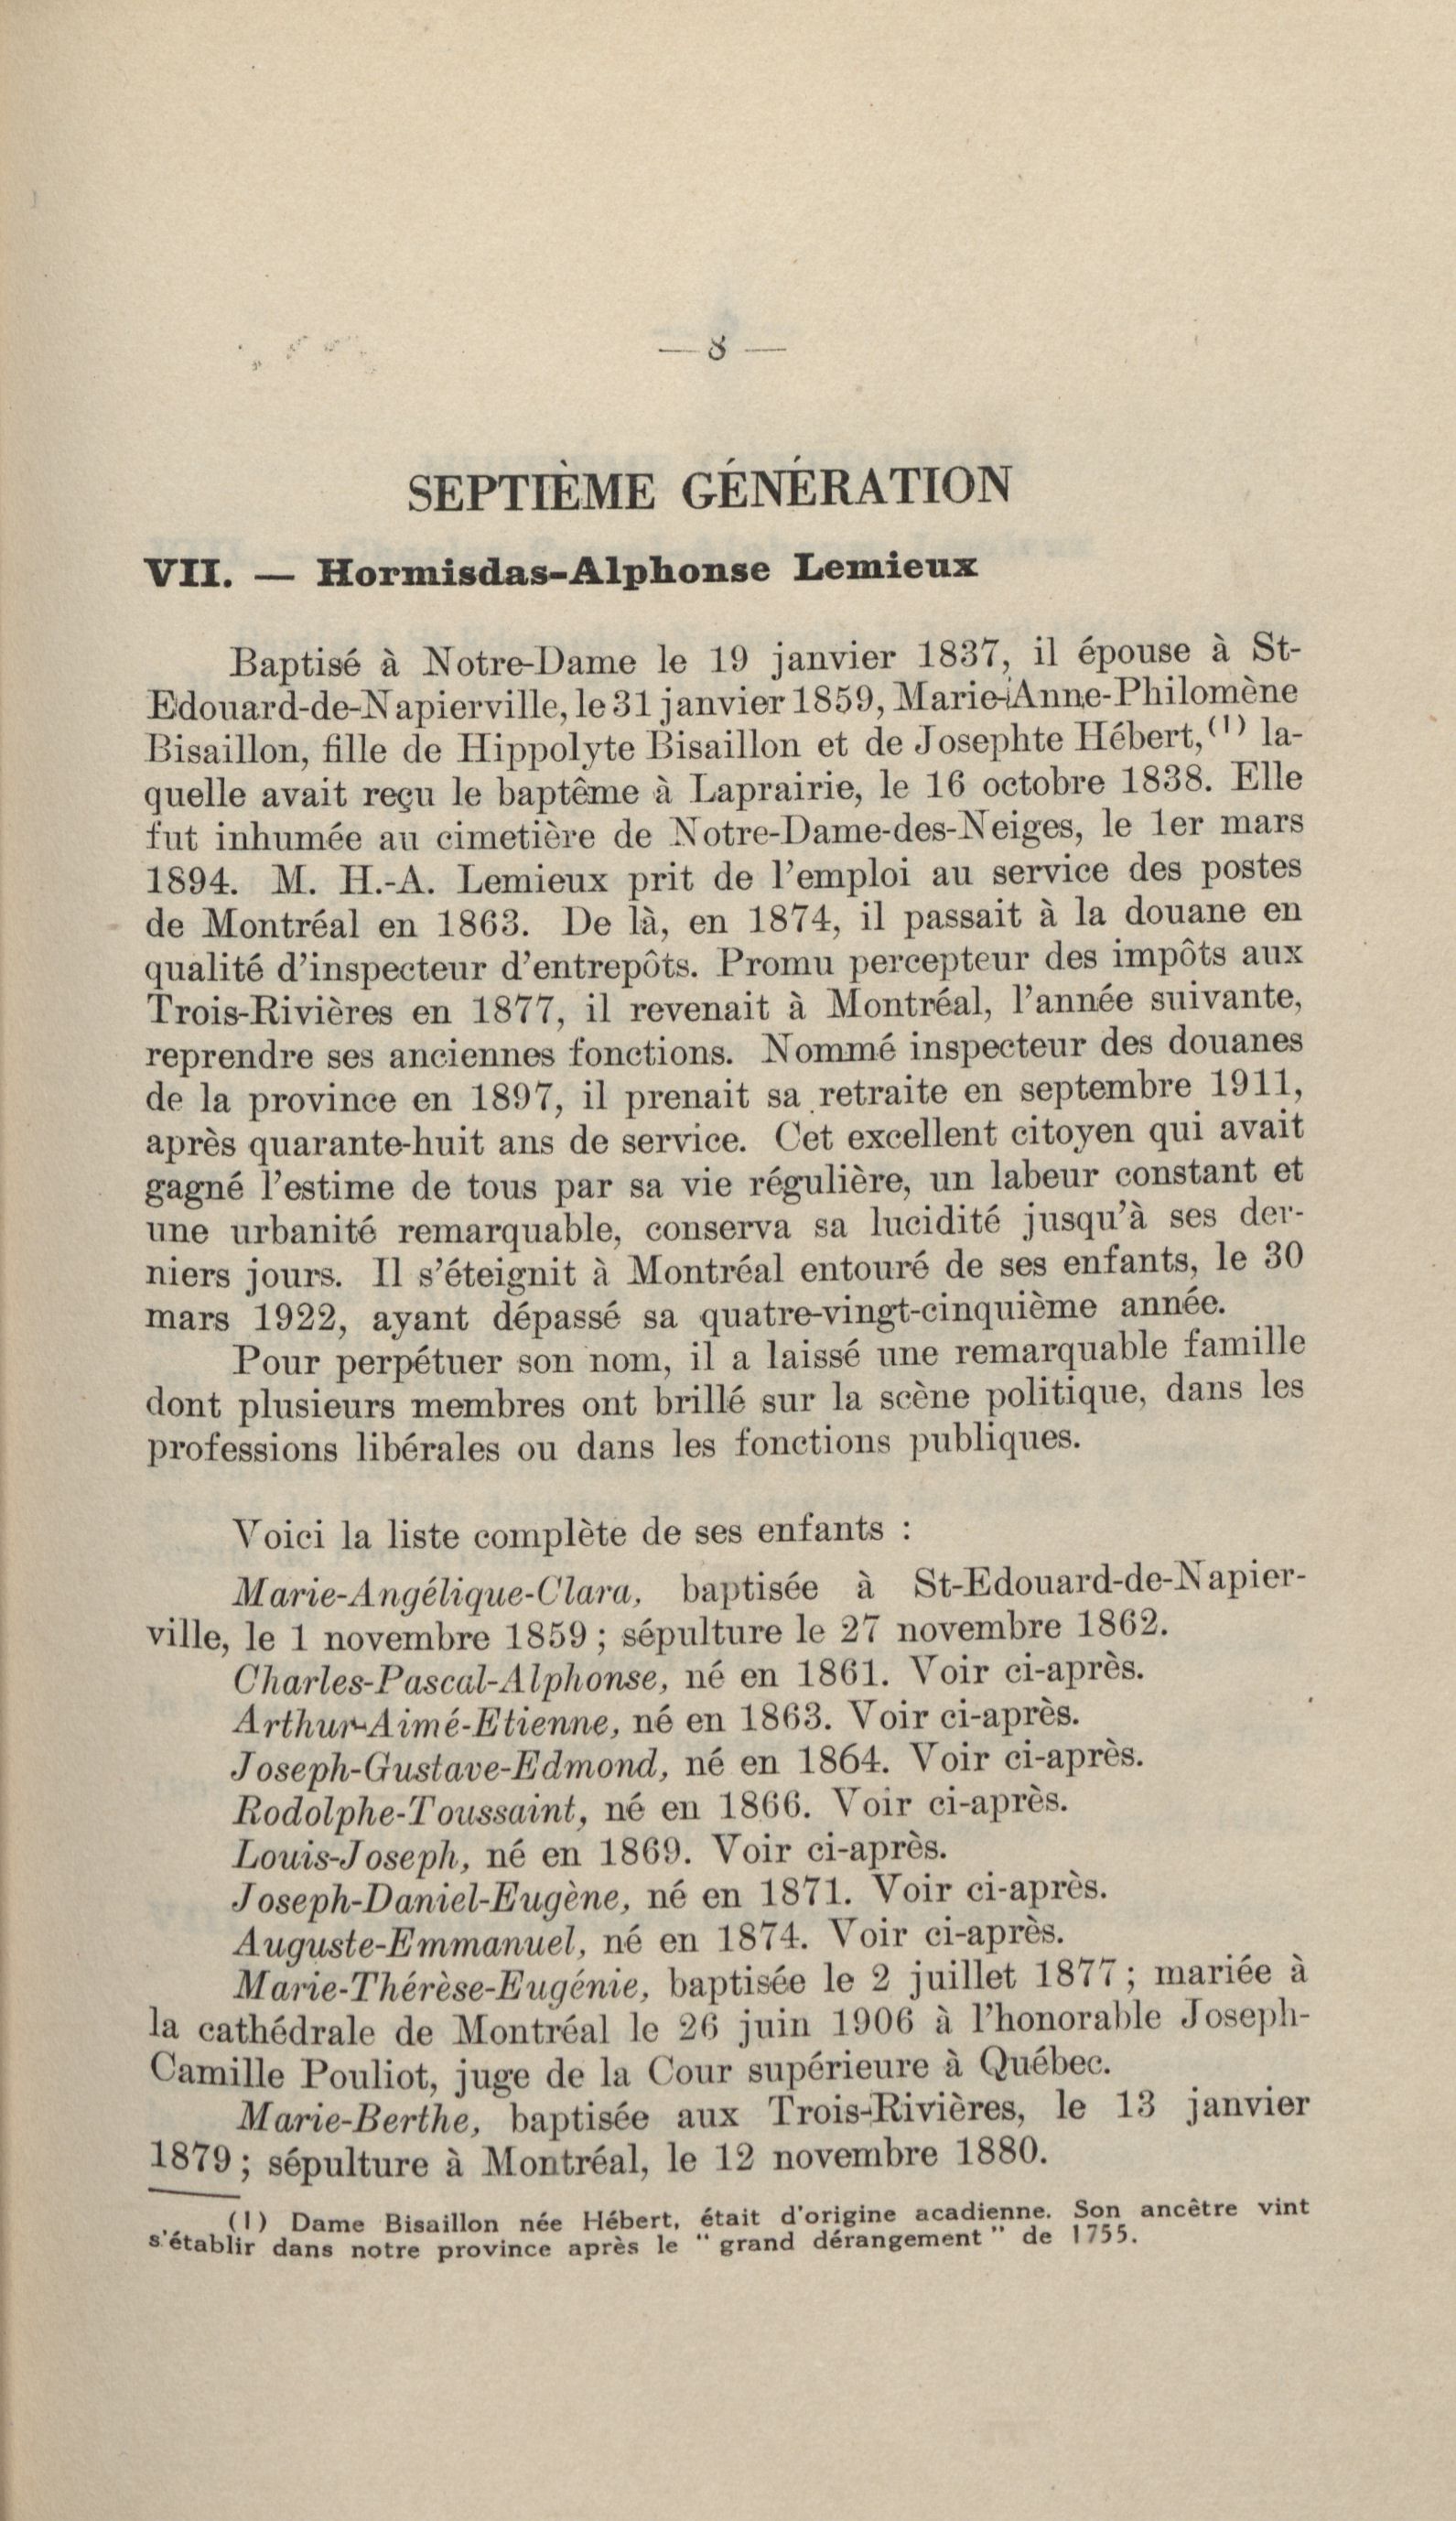 — 8 —
SEPTIÈME GÉNÉRATION
VII. — Hormisdas-Alphonse Lemieux
Baptisé à Notre-Dame le 19 janvier 1837, il épouse à St-
Edouard-de-Napierville, le 31 janvier 1859, Marie-Anne-Philomène
Bisaillon, fille de Hippolyte Bisaillon et de Josephte Hébert,(1) la-
quelle avait reçu le baptême à Laprairie, le 16 octobre 1838. Elle
fut inhumée au cimetière de Notre-Dame-des-Neiges, le 1er mars
1894. M. H.-A. Lemieux prit de l'emploi au service des postes
de Montréal en 1863. De là, en 1874, il passait à la douane en
qualité d'inspecteur d'entrepôts. Promu percepteur des impôts aux
Trois-Rivières en 1877, il revenait à Montréal, l'année suivante,
reprendre ses anciennes fonctions. Nommé inspecteur des douanes
de la province en 1897, il prenait sa retraite en septembre 1911,
après quarante-huit ans de service. Cet excellent citoyen qui avait
gagné l'estime de tous par sa vie régulière, un labeur constant et
une urbanité remarquable, conserva sa lucidité jusqu'à ses der-
niers jours. Il s'éteignit à Montréal entouré de ses enfants, le 30
mars 1922, ayant dépassé sa quatre-vingt-cinquième année.
Pour perpétuer son nom, il a laissé une remarquable famille
dont plusieurs membres ont brillé sur la scène politique, dans les
professions libérales ou dans les fonctions publiques.
Voici la liste complète de ses enfants :
Marie-Angélique-Clara, baptisée à St-Edouard-de-Napier-
ville, le 1 novembre 1859 ; sépulture le 27 novembre 1862.
Charles-Pascal-Alphonse, né en 1861. Voir ci-après.
Arthur-Aimé-Etienne, né en 1863. Voir ci-après.
Joseph-Gustave-Edmond, né en 1864. Voir ci-après.
Rodolphe-Toussaint, né en 1866. Voir ci-après.
Louis-Joseph, né en 1869. Voir ci-après.
Joseph-Daniel-Eugène, né en 1871. Voir ci-après.
Auguste-Emmanuel, né en 1874. Voir ci-après.
Marie-Thérèse-Eugénie, baptisée le 2 juillet 1877 ; mariée à
la cathédrale de Montréal le 26 juin 1906 à l'honorable Joseph-
Camille Pouliot, juge de la Cour supérieure à Québec.
Marie-Berthe, baptisée aux Trois-Rivières, le 13 janvier
1879 ; sépulture à Montréal, le 12 novembre 1880.
(1) Dame Bisaillon née Hébert, était d'origine acadienne. Son ancêtre vint
s'établir dans notre province après le " grand dérangement " de 1755.